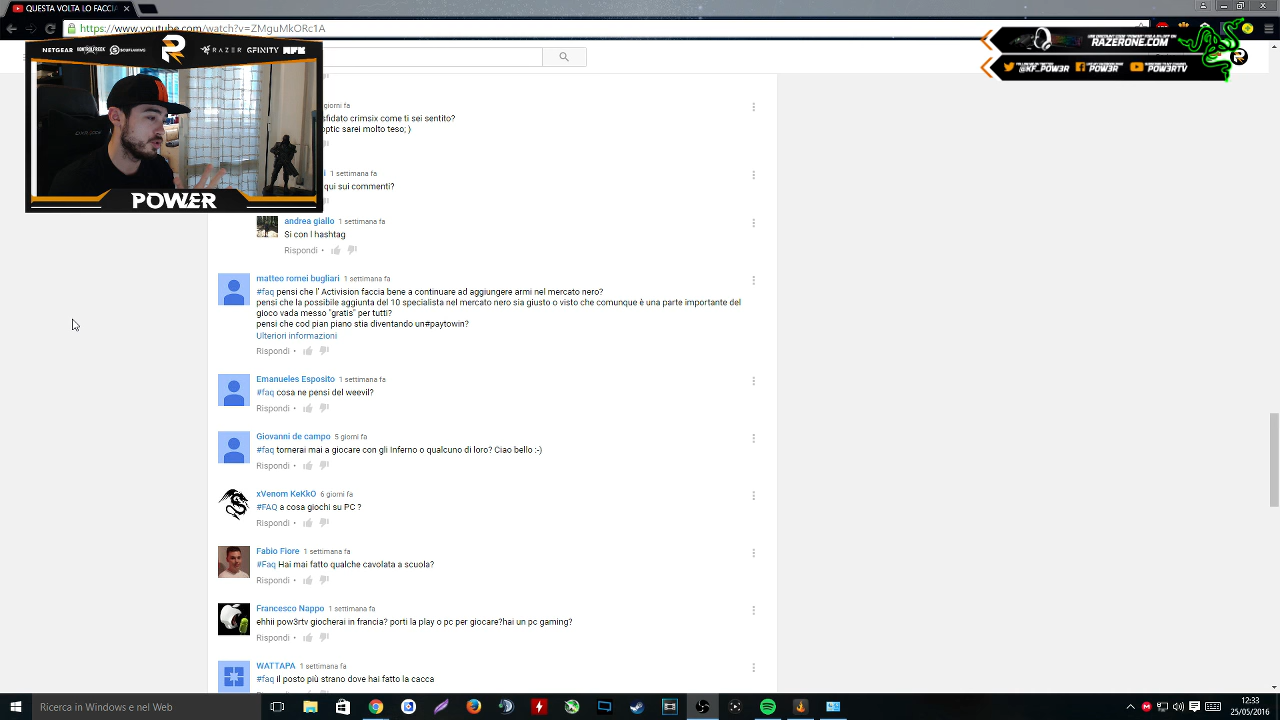 QUESTA VOLTA LO FACCI
https://www.youtube.com/watch?v=ZMguMkORc1A
NETGEAR CONTROLFREEK SCUFGAMING RAZER GFINITY
RAZERONE.COM
@XF_POW3R POW3R POW3RTV
giorni fa
sfidato crimsix come ti sei sentito?
optic sarei molto teso; )
1 settimana fa
qui sui commenti?
POWER
andrea giallo 1 settimana fa
Si con l hashtag
Rispondi •
matteo romei bugliari 1 settimana fa
#faq pensi che l' Activision faccia bene a continuare ad aggiungere armi nel mercato nero?
pensi che la possibile aggiunta del 10 specialista nel mercato nero sia giusto o visto che comunque è una parte importante del
gioco vada messo "gratis" per tutti?
pensi che cod pian piano stia diventando un#paytowin?
Ulteriori informazioni
Rispondi •
Emanueles Esposito 1 settimana fa
#faq cosa ne pensi del weevil?
Rispondi •
Giovanni de campo 5 giorni fa
#faq tornerai mai a giocare con gli Inferno o qualcuno di loro? Ciao bello :-)
Rispondi •
xVenom KeKkO 6 giorni fa
#FAQ a cosa giochi su PC ?
Rispondi •
Fabio Fiore 1 settimana fa
#Faq Hai mai fatto qualche cavolata a scuola?
Rispondi •
Francesco Nappo 1 settimana fa
ehhii pow3rtv giocherai in francia? porti la play o pc per giocare?hai un pc gaming?
Rispondi •
WATTAPA 1 settimana fa
#faq il posto più strano dove hai fatto la cacca
Ricerca in Windows e nel Web
12:33
25/05/2016